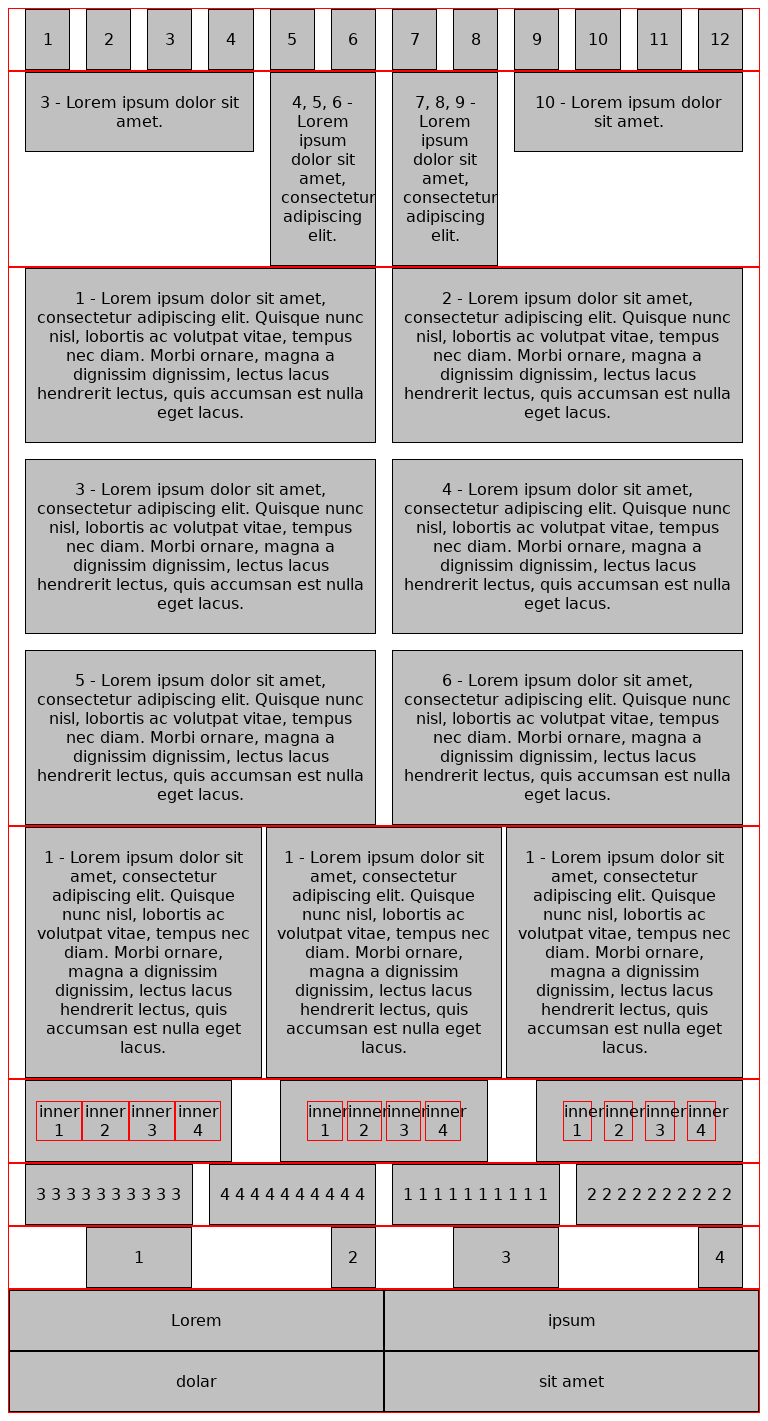 1 2 3 4 5 6 7 8 9 10 11 12
3 - Lorem ipsum dolor sit
amet.
4, 5, 6 -
Lorem
ipsum
dolor sit
amet,
consectetur
adipiscing
elit.
7, 8, 9 -
Lorem
ipsum
dolor sit
amet,
consectetur
adipiscing
elit.
10 - Lorem ipsum dolor
sit amet.
1 - Lorem ipsum dolor sit amet,
consectetur adipiscing elit. Quisque nunc
nisl, lobortis ac volutpat vitae, tempus
nec diam. Morbi ornare, magna a
dignissim dignissim, lectus lacus
hendrerit lectus, quis accumsan est nulla
eget lacus.
2 - Lorem ipsum dolor sit amet,
consectetur adipiscing elit. Quisque nunc
nisl, lobortis ac volutpat vitae, tempus
nec diam. Morbi ornare, magna a
dignissim dignissim, lectus lacus
hendrerit lectus, quis accumsan est nulla
eget lacus.
3 - Lorem ipsum dolor sit amet,
consectetur adipiscing elit. Quisque nunc
nisl, lobortis ac volutpat vitae, tempus
nec diam. Morbi ornare, magna a
dignissim dignissim, lectus lacus
hendrerit lectus, quis accumsan est nulla
eget lacus.
4 - Lorem ipsum dolor sit amet,
consectetur adipiscing elit. Quisque nunc
nisl, lobortis ac volutpat vitae, tempus
nec diam. Morbi ornare, magna a
dignissim dignissim, lectus lacus
hendrerit lectus, quis accumsan est nulla
eget lacus.
5 - Lorem ipsum dolor sit amet,
consectetur adipiscing elit. Quisque nunc
nisl, lobortis ac volutpat vitae, tempus
nec diam. Morbi ornare, magna a
dignissim dignissim, lectus lacus
hendrerit lectus, quis accumsan est nulla
eget lacus.
6 - Lorem ipsum dolor sit amet,
consectetur adipiscing elit. Quisque nunc
nisl, lobortis ac volutpat vitae, tempus
nec diam. Morbi ornare, magna a
dignissim dignissim, lectus lacus
hendrerit lectus, quis accumsan est nulla
eget lacus.
1 - Lorem ipsum dolor sit
amet, consectetur
adipiscing elit. Quisque
nunc nisl, lobortis ac
volutpat vitae, tempus nec
diam. Morbi ornare,
magna a dignissim
dignissim, lectus lacus
hendrerit lectus, quis
accumsan est nulla eget
lacus.
1 - Lorem ipsum dolor sit
amet, consectetur
adipiscing elit. Quisque
nunc nisl, lobortis ac
volutpat vitae, tempus nec
diam. Morbi ornare,
magna a dignissim
dignissim, lectus lacus
hendrerit lectus, quis
accumsan est nulla eget
lacus.
1 - Lorem ipsum dolor sit
amet, consectetur
adipiscing elit. Quisque
nunc nisl, lobortis ac
volutpat vitae, tempus nec
diam. Morbi ornare,
magna a dignissim
dignissim, lectus lacus
hendrerit lectus, quis
accumsan est nulla eget
lacus.
inner inner inner inner
1 2 3 4
inner inner inner inner
1 2 3 4
inner inner inner inner
1 2 3 4
3 3 3 3 3 3 3 3 3 3
4 4 4 4 4 4 4 4 4 4
1 1 1 1 1 1 1 1 1 1
2 2 2 2 2 2 2 2 2 2
1 2 3 4
Lorem ipsum
dolar sit amet